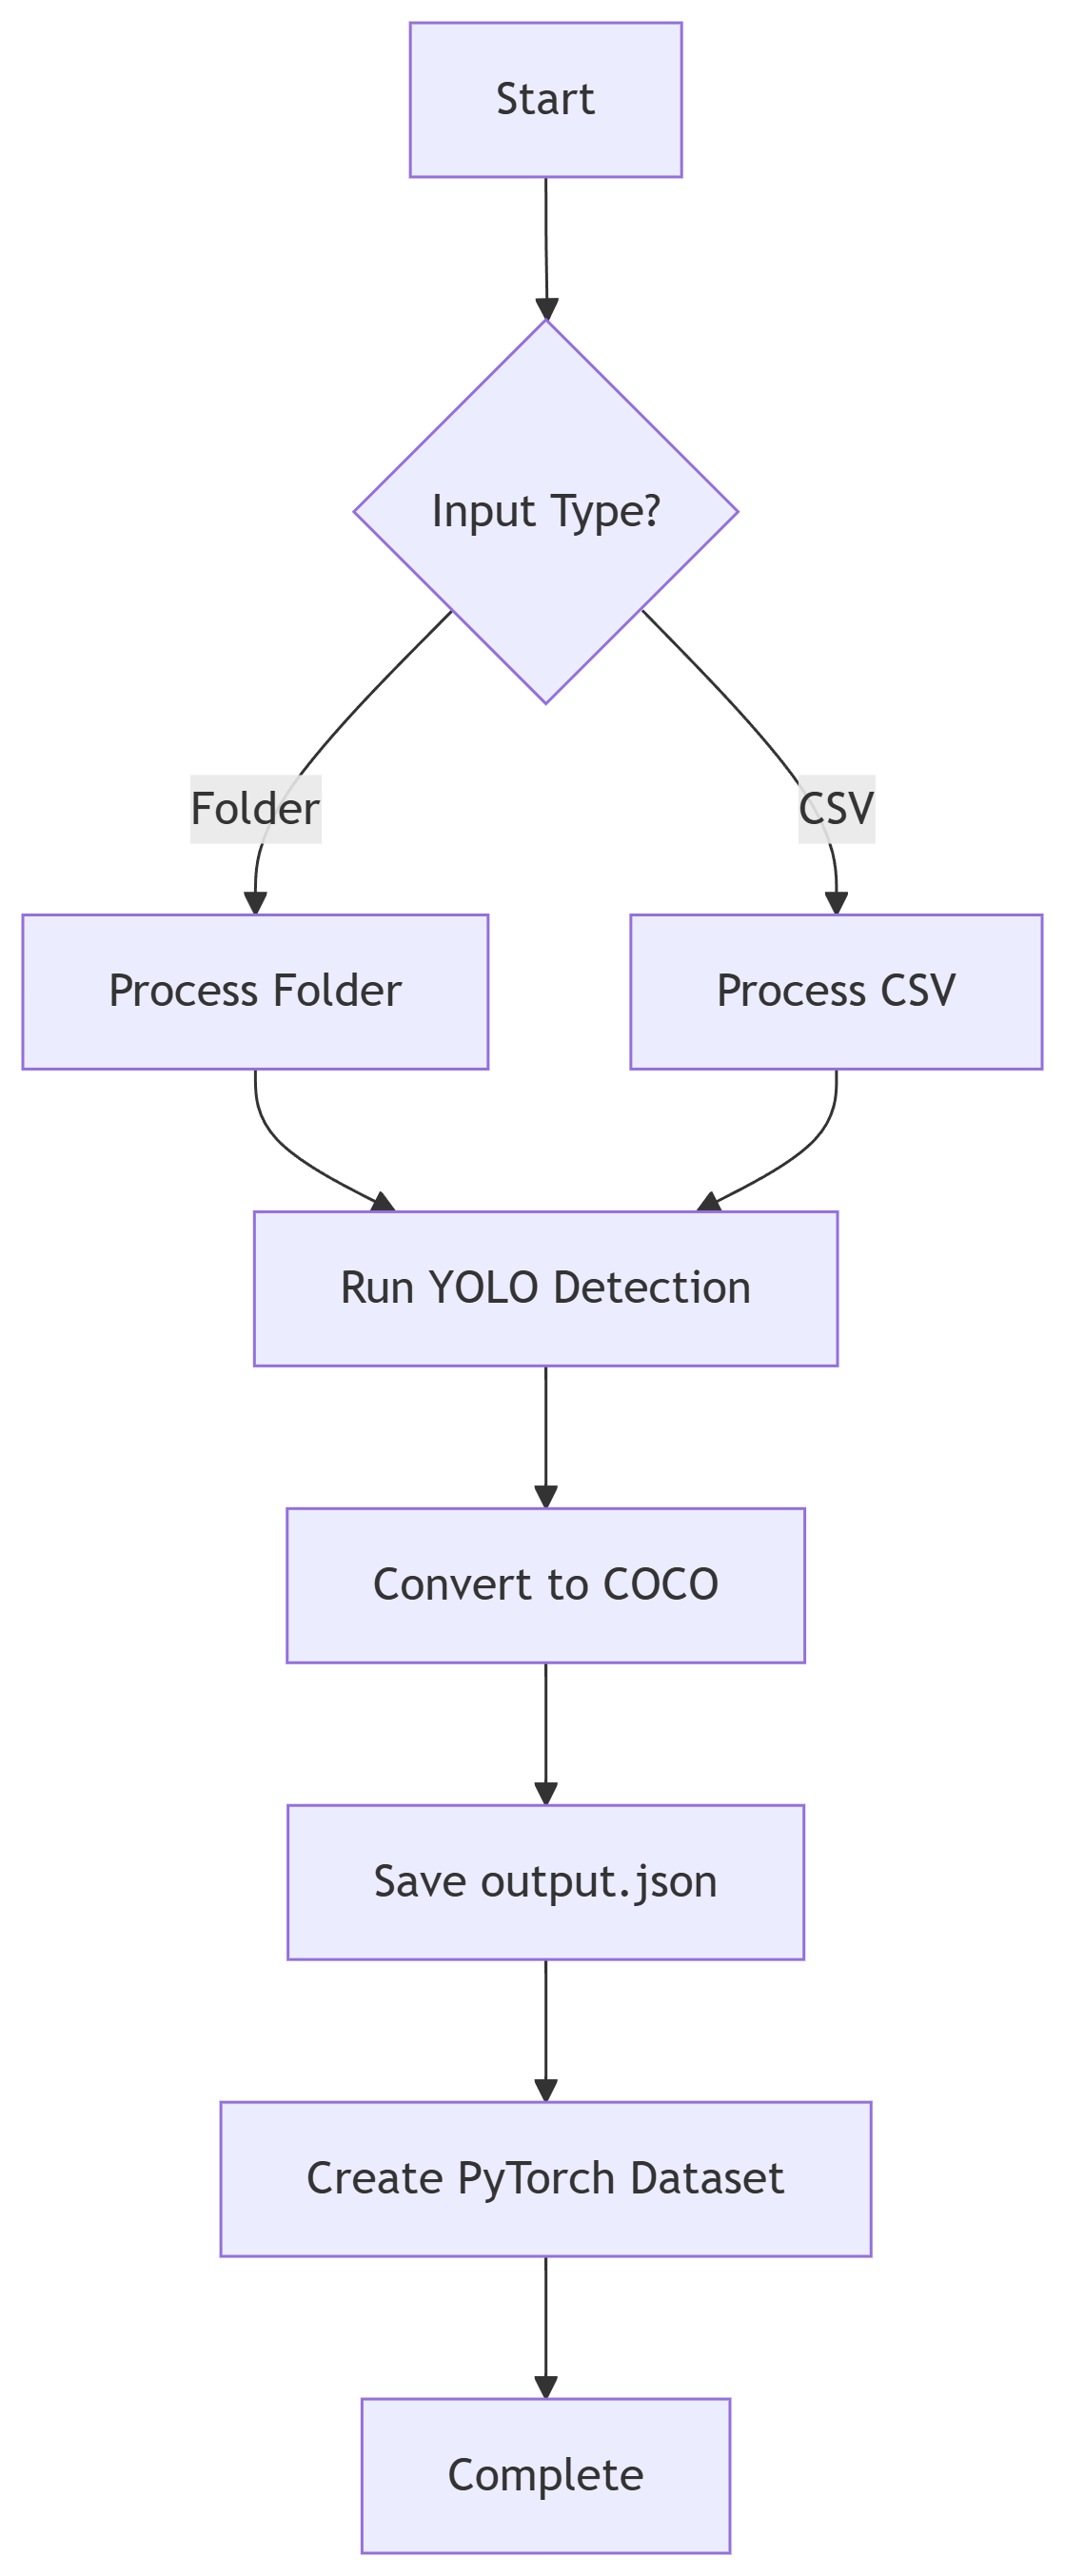 Start
Input Type?
Folder
CSV
Process Folder
Process CSV
Run YOLO Detection
Convert to COCO
Save output.json
Create PyTorch Dataset
Complete